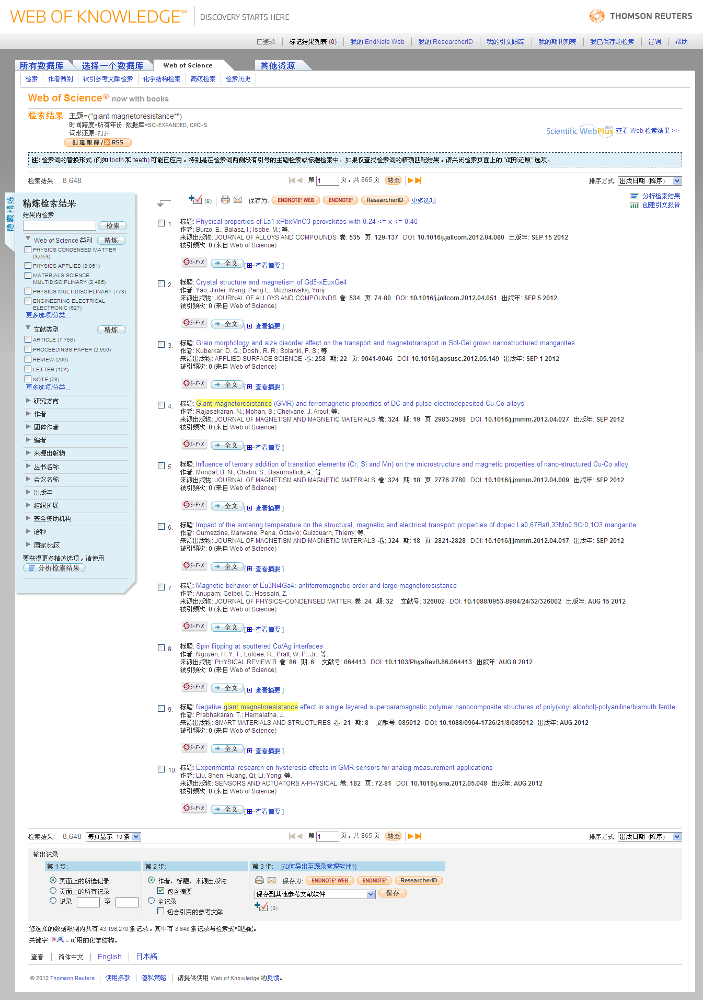 WEB OF KNOWLEDGE℠ DISCOVERY STARTS HERE THOMSON REUTERS
已登录 标记结果列表 (0) 我的 EndNote Web 我的 ResearcherID 我的引文跟踪 我的期刊列表 我已保存的检索 注销 帮助
所有数据库 选择一个数据库 Web of Science 其他资源
检索 作者甄别 被引参考文献检索 化学结构检索 高级检索 检索历史
Web of Science® now with books
检索结果 主题=("giant magnetoresistance*")
时间跨度=所有年份. 数据库=SCI-EXPANDED, CPCI-S.
词形还原=打开
创建跟踪 / RSS
Scientific WebPlus BETA 查看 Web 检索结果 >>
注: 检索词的替换形式 (例如 tooth 和 teeth) 可能已应用，特别是在检索词两侧没有引号的主题检索或标题检索中。如果仅查找检索词的精确匹配结果，请关闭检索页面上的 "词形还原" 选项。
检索结果: 8,648 第 1 页，共 865 页 转至 排序方式: 出版日期 (降序)
隐藏精炼
精炼检索结果
结果内检索
检索
Web of Science 类别 精炼
PHYSICS CONDENSED MATTER
(3,653)
PHYSICS APPLIED (3,061)
MATERIALS SCIENCE
MULTIDISCIPLINARY (2,485)
PHYSICS MULTIDISCIPLINARY (778)
ENGINEERING ELECTRICAL
ELECTRONIC (627)
更多选项/分类...
文献类型 精炼
ARTICLE (7,756)
PROCEEDINGS PAPER (2,650)
REVIEW (206)
LETTER (124)
NOTE (78)
更多选项/分类...
研究方向
作者
团体作者
编者
来源出版物
丛书名称
会议名称
出版年
组织扩展
基金资助机构
语种
国家/地区
要获得更多精炼选项，请使用
分析检索结果
(0) 保存为: ENDNOTE® WEB ENDNOTE® ResearcherID 更多选项
分析检索结果
创建引文报告
1. 标题: Physical properties of La1-xPbxMnO3 perovskites with 0.24 <= x <= 0.40
作者: Burzo, E.; Balasz, I.; Isobe, M.; 等.
来源出版物: JOURNAL OF ALLOYS AND COMPOUNDS 卷: 535 页: 129-137 DOI: 10.1016/j.jallcom.2012.04.080 出版年: SEP 15 2012
被引频次: 0 (来自 Web of Science)
S·F·X 全文 [ 查看摘要 ]
2. 标题: Crystal structure and magnetism of Gd5-xEuxGe4
作者: Yao, Jinlei; Wang, Peng L.; Mozharivskyj, Yurij
来源出版物: JOURNAL OF ALLOYS AND COMPOUNDS 卷: 534 页: 74-80 DOI: 10.1016/j.jallcom.2012.04.051 出版年: SEP 5 2012
被引频次: 0 (来自 Web of Science)
S·F·X 全文 [ 查看摘要 ]
3. 标题: Grain morphology and size disorder effect on the transport and magnetotransport in Sol-Gel grown nanostructured manganites
作者: Kuberkar, D. G.; Doshi, R. R.; Solanki, P. S.; 等.
来源出版物: APPLIED SURFACE SCIENCE 卷: 258 期: 22 页: 9041-9046 DOI: 10.1016/j.apsusc.2012.05.149 出版年: SEP 1 2012
被引频次: 0 (来自 Web of Science)
S·F·X 全文 [ 查看摘要 ]
4. 标题: Giant magnetoresistance (GMR) and ferromagnetic properties of DC and pulse electrodeposited Cu-Co alloys
作者: Rajasekaran, N.; Mohan, S.; Chelvane, J. Arout; 等.
来源出版物: JOURNAL OF MAGNETISM AND MAGNETIC MATERIALS 卷: 324 期: 19 页: 2983-2988 DOI: 10.1016/j.jmmm.2012.04.027 出版年: SEP 2012
被引频次: 0 (来自 Web of Science)
S·F·X 全文 [ 查看摘要 ]
5. 标题: Influence of ternary addition of transition elements (Cr, Si and Mn) on the microstructure and magnetic properties of nano-structured Cu-Co alloy
作者: Mondal, B. N.; Chabri, S.; Basumallick, A.; 等.
来源出版物: JOURNAL OF MAGNETISM AND MAGNETIC MATERIALS 卷: 324 期: 18 页: 2776-2780 DOI: 10.1016/j.jmmm.2012.04.009 出版年: SEP 2012
被引频次: 0 (来自 Web of Science)
S·F·X 全文 [ 查看摘要 ]
6. 标题: Impact of the sintering temperature on the structural, magnetic and electrical transport properties of doped La0,67Ba0,33Mn0,9Cr0,1O3 manganite
作者: Oumezzine, Marwene; Pena, Octavio; Guizouarn, Thierry; 等.
来源出版物: JOURNAL OF MAGNETISM AND MAGNETIC MATERIALS 卷: 324 期: 18 页: 2821-2828 DOI: 10.1016/j.jmmm.2012.04.017 出版年: SEP 2012
被引频次: 0 (来自 Web of Science)
S·F·X 全文 [ 查看摘要 ]
7. 标题: Magnetic behavior of Eu3Ni4Ga4: antiferromagnetic order and large magnetoresistance
作者: Anupam; Geibel, C.; Hossain, Z.
来源出版物: JOURNAL OF PHYSICS-CONDENSED MATTER 卷: 24 期: 32 文献号: 326002 DOI: 10.1088/0953-8984/24/32/326002 出版年: AUG 15 2012
被引频次: 0 (来自 Web of Science)
S·F·X 全文 [ 查看摘要 ]
8. 标题: Spin flipping at sputtered Co/Ag interfaces
作者: Nguyen, H. Y. T.; Loloee, R.; Pratt, W. P., Jr.; 等.
来源出版物: PHYSICAL REVIEW B 卷: 86 期: 6 文献号: 064413 DOI: 10.1103/PhysRevB.86.064413 出版年: AUG 8 2012
被引频次: 0 (来自 Web of Science)
S·F·X 全文 [ 查看摘要 ]
9. 标题: Negative giant magnetoresistance effect in single layered superparamagnetic polymer nanocomposite structures of poly(vinyl alcohol)-polyaniline/bismuth ferrite
作者: Prabhakaran, T.; Hemalatha, J.
来源出版物: SMART MATERIALS AND STRUCTURES 卷: 21 期: 8 文献号: 085012 DOI: 10.1088/0964-1726/21/8/085012 出版年: AUG 2012
被引频次: 0 (来自 Web of Science)
S·F·X 全文 [ 查看摘要 ]
10. 标题: Experimental research on hysteresis effects in GMR sensors for analog measurement applications
作者: Liu, Shen; Huang, Qi; Li, Yong; 等.
来源出版物: SENSORS AND ACTUATORS A-PHYSICAL 卷: 182 页: 72-81 DOI: 10.1016/j.sna.2012.05.048 出版年: AUG 2012
被引频次: 0 (来自 Web of Science)
S·F·X 全文 [ 查看摘要 ]
检索结果: 8,648 每页显示 10 条 第 1 页，共 865 页 转至 排序方式: 出版日期 (降序)
输出记录
第 1 步: 第 2 步: 第 3 步: [如何导出至题录管理软件?]
页面上的所选记录 作者、标题、来源出版物 保存为: ENDNOTE® WEB ENDNOTE® ResearcherID
页面上的所有记录 包含摘要 保存到其他参考文献软件 保存
记录 至 全记录 (0)
包含引用的参考文献
您选择的数据限制内共有 43,196,270 条记录，其中有 8,648 条记录与检索式相匹配。
关键字: = 可用的化学结构。
查看 简体中文 English 日本語
© 2012 Thomson Reuters 使用条款 隐私策略 请提供使用 Web of Knowledge 的反馈。